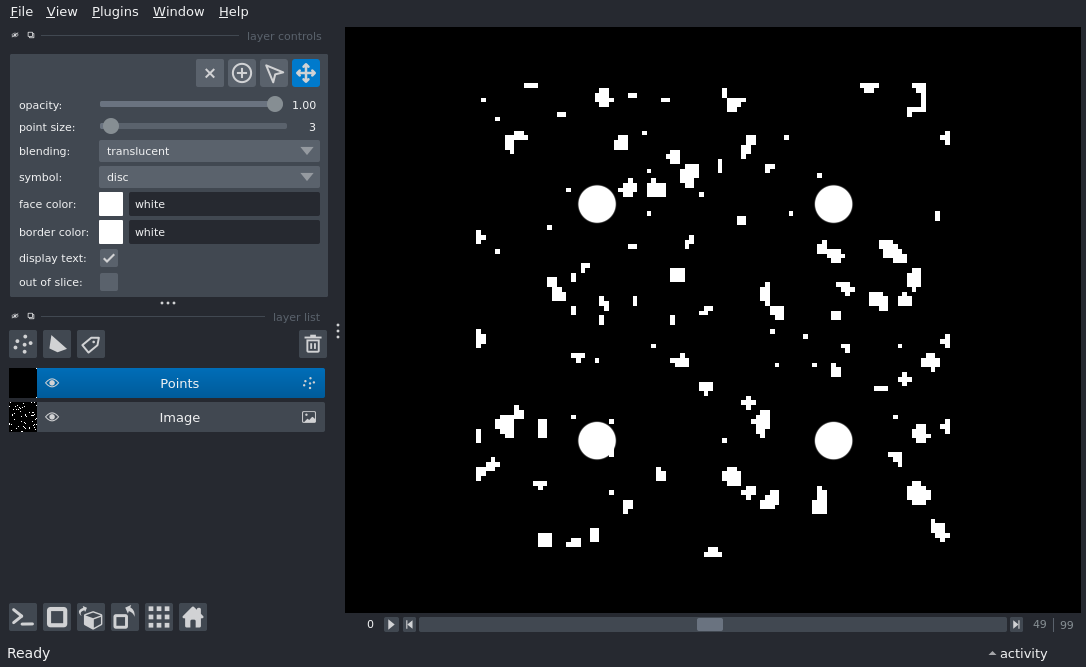 File View Plugins Window Help
layer controls
opacity: 1.00
point size: 3
blending: translucent
symbol: disc
face color: white
border color: white
display text:
out of slice:
layer list
Points
Image
0 49 | 99
Ready activity